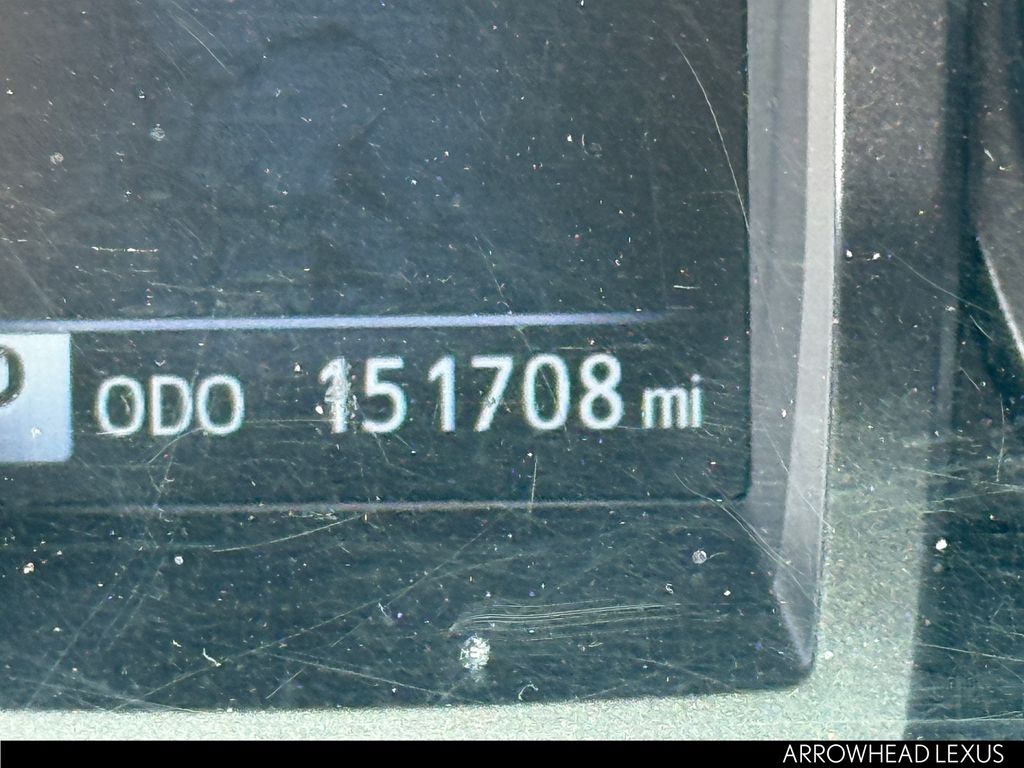 ODO 151708 mi
ARROWHEAD LEXUS